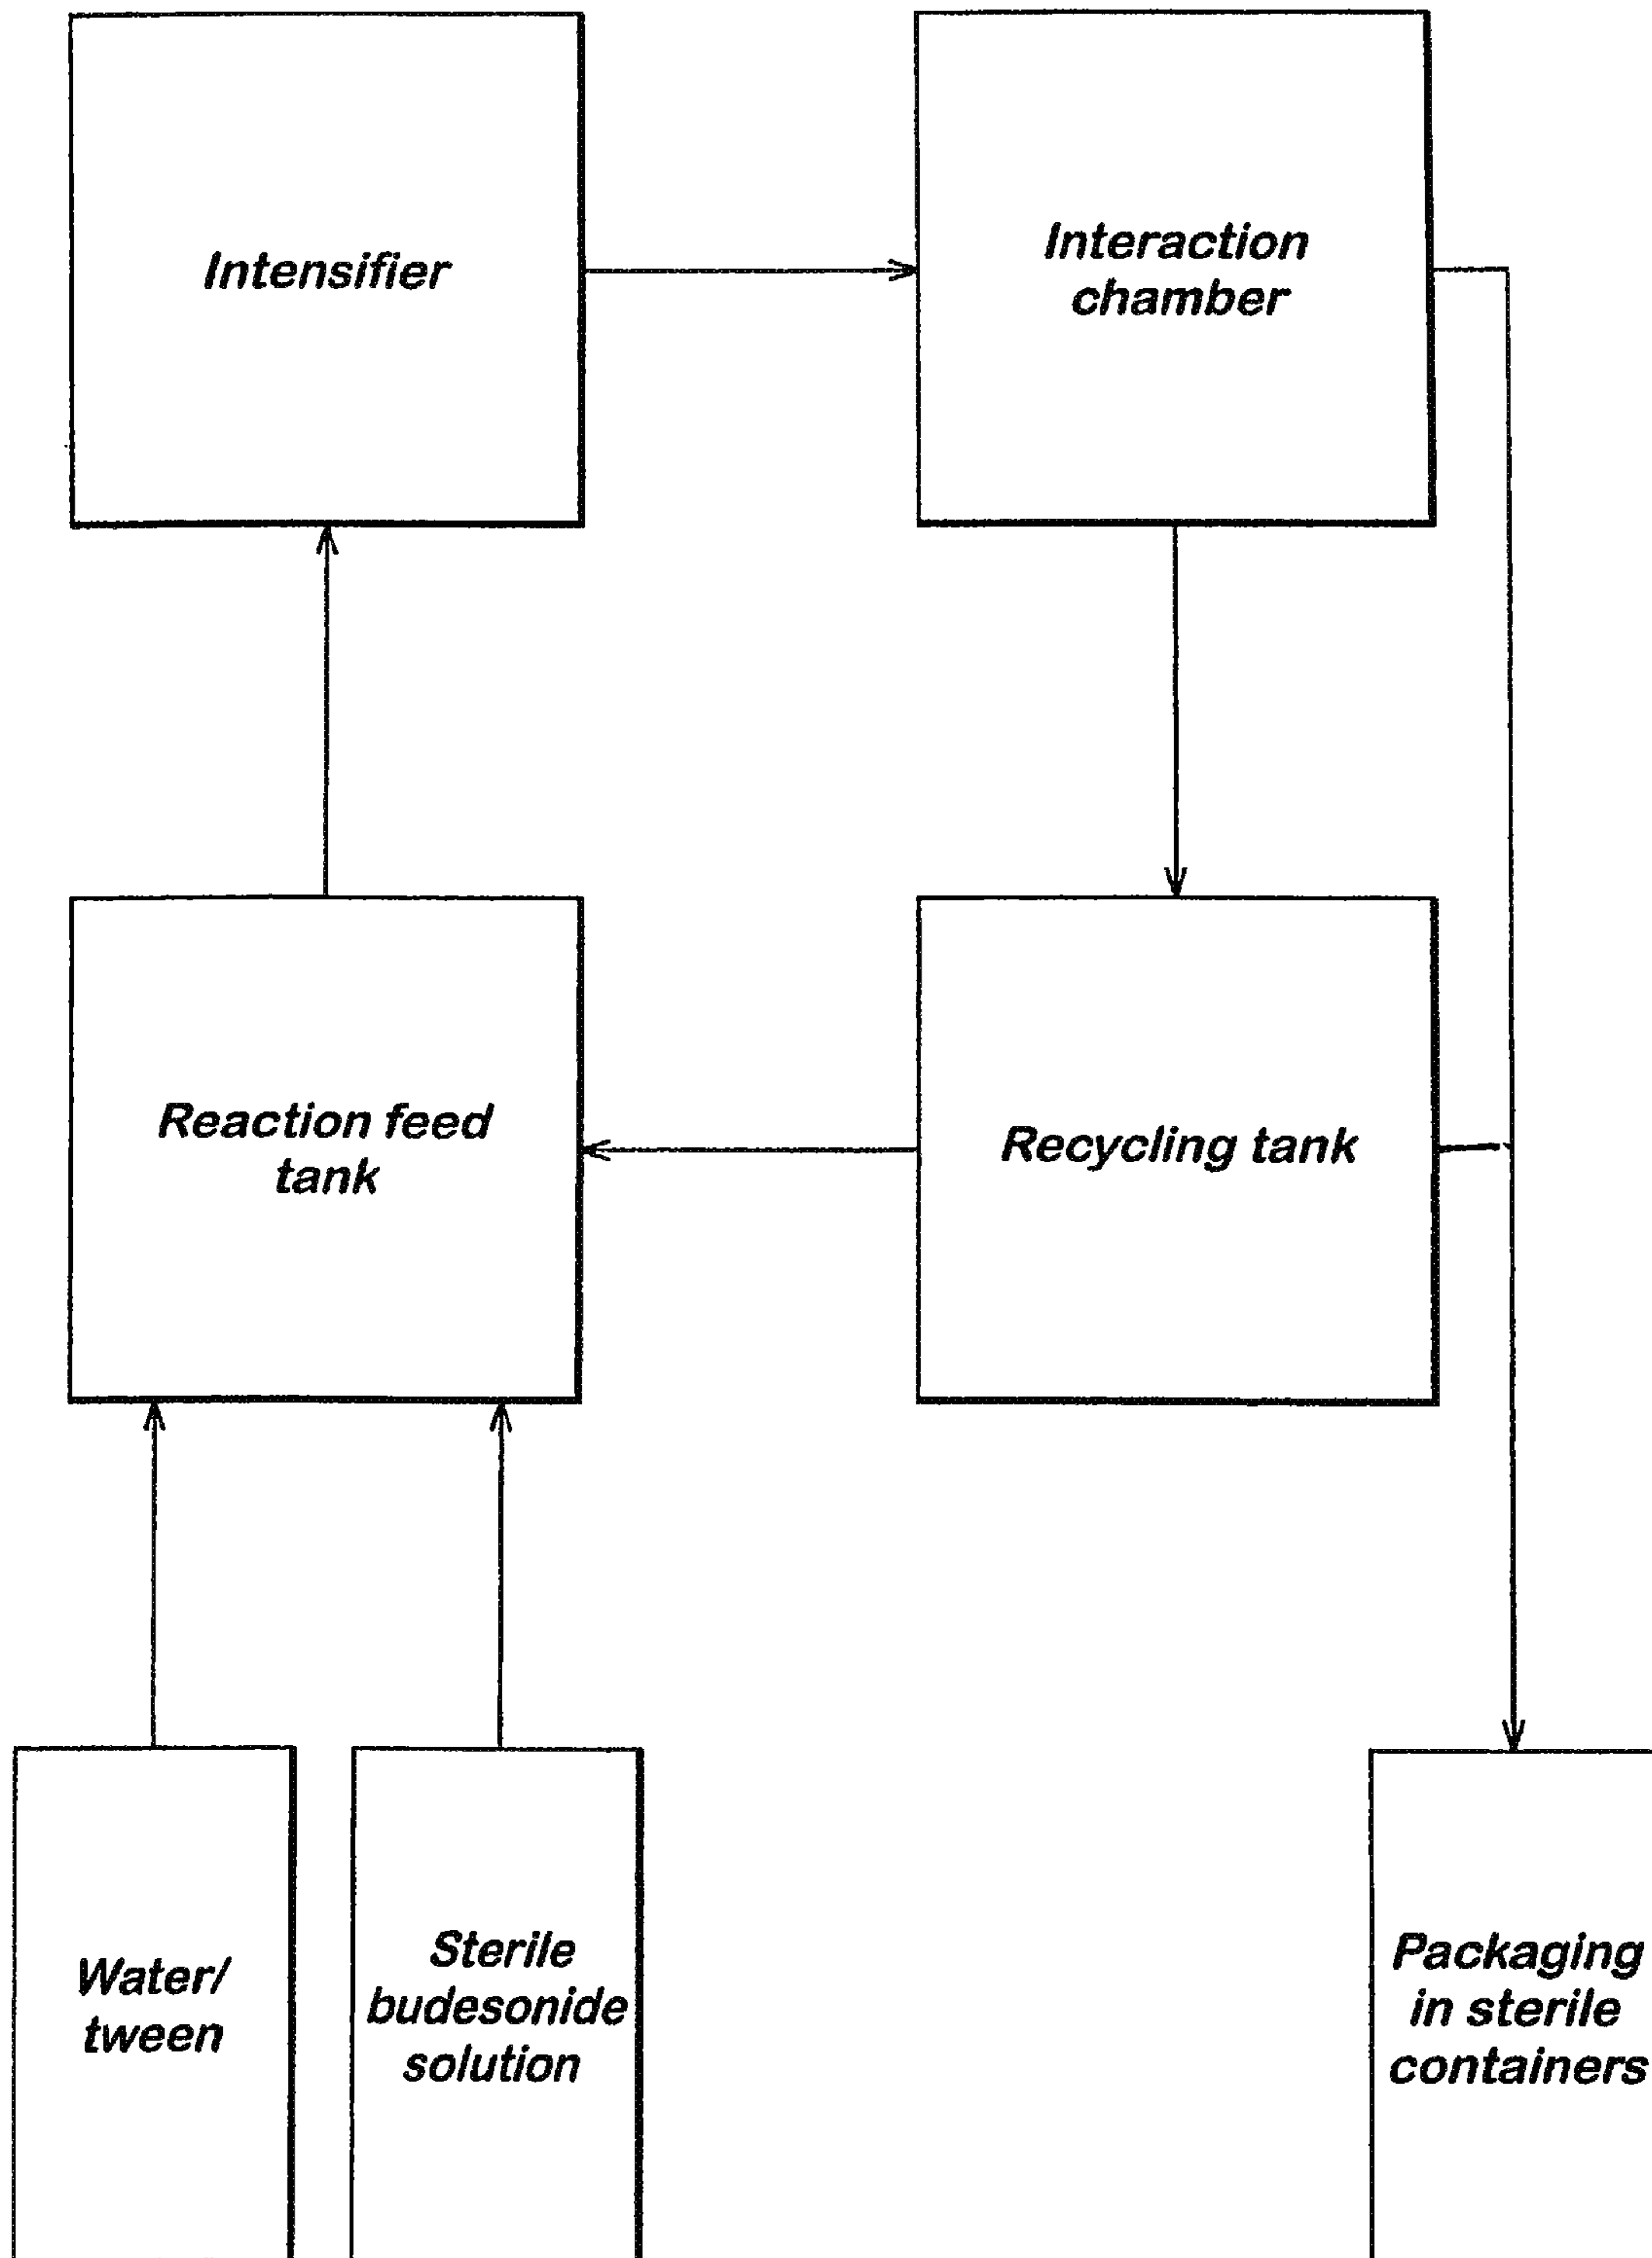 Intensifier
Interaction
chamber
Reaction feed
tank
Recycling tank
Water/
tween
Sterile
budesonide
solution
Packaging
in sterile
containers